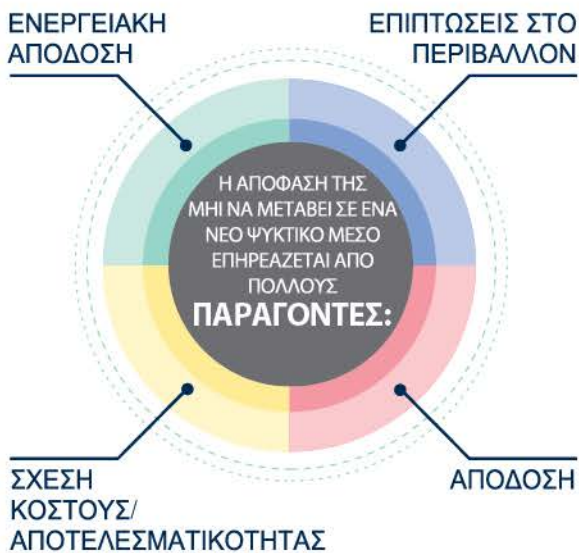 ΕΝΕΡΓΕΙΑΚΗ
ΑΠΟΔΟΣΗ
ΕΠΙΠΤΩΣΕΙΣ ΣΤΟ
ΠΕΡΙΒΑΛΛΟΝ
Η ΑΠΟΦΑΣΗ ΤΗΣ
ΜΗΙ ΝΑ ΜΕΤΑΒΕΙ ΣΕ ΕΝΑ
ΝΕΟ ΨΥΚΤΙΚΟ ΜΕΣΟ
ΕΠΗΡΕΑΖΕΤΑΙ ΑΠΟ
ΠΟΛΛΟΥΣ
ΠΑΡΑΓΟΝΤΕΣ:
ΣΧΕΣΗ
ΚΟΣΤΟΥΣ/
ΑΠΟΤΕΛΕΣΜΑΤΙΚΟΤΗΤΑΣ
ΑΠΟΔΟΣΗ